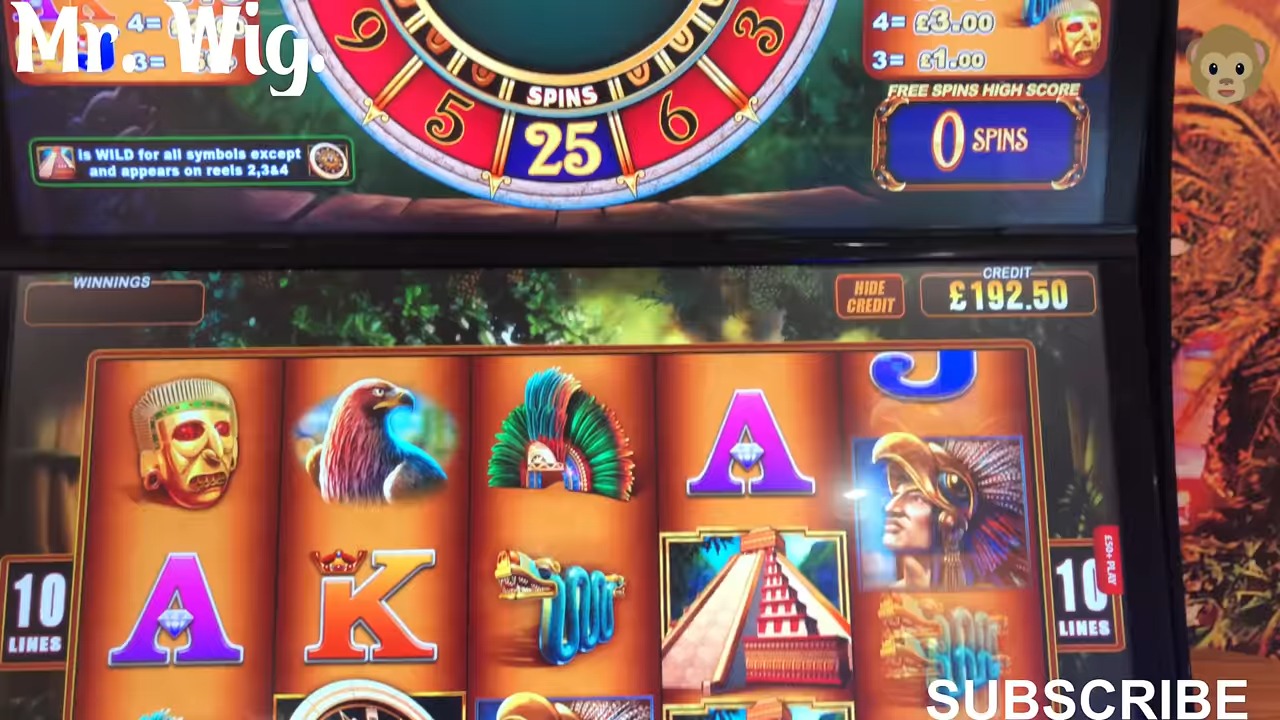 Mr. Wig.
4=
3=
4= £3.00
3= £1.00
9
5
SPINS
25
6
3
FREE SPINS HIGH SCORE
0 SPINS
is WILD for all symbols except
and appears on reels 2,3&4
WINNINGS
HIDE
CREDIT
CREDIT
£192.50
J
A
A
K
10
LINES
£50+ PLAY
10
LINES
SUBSCRIBE